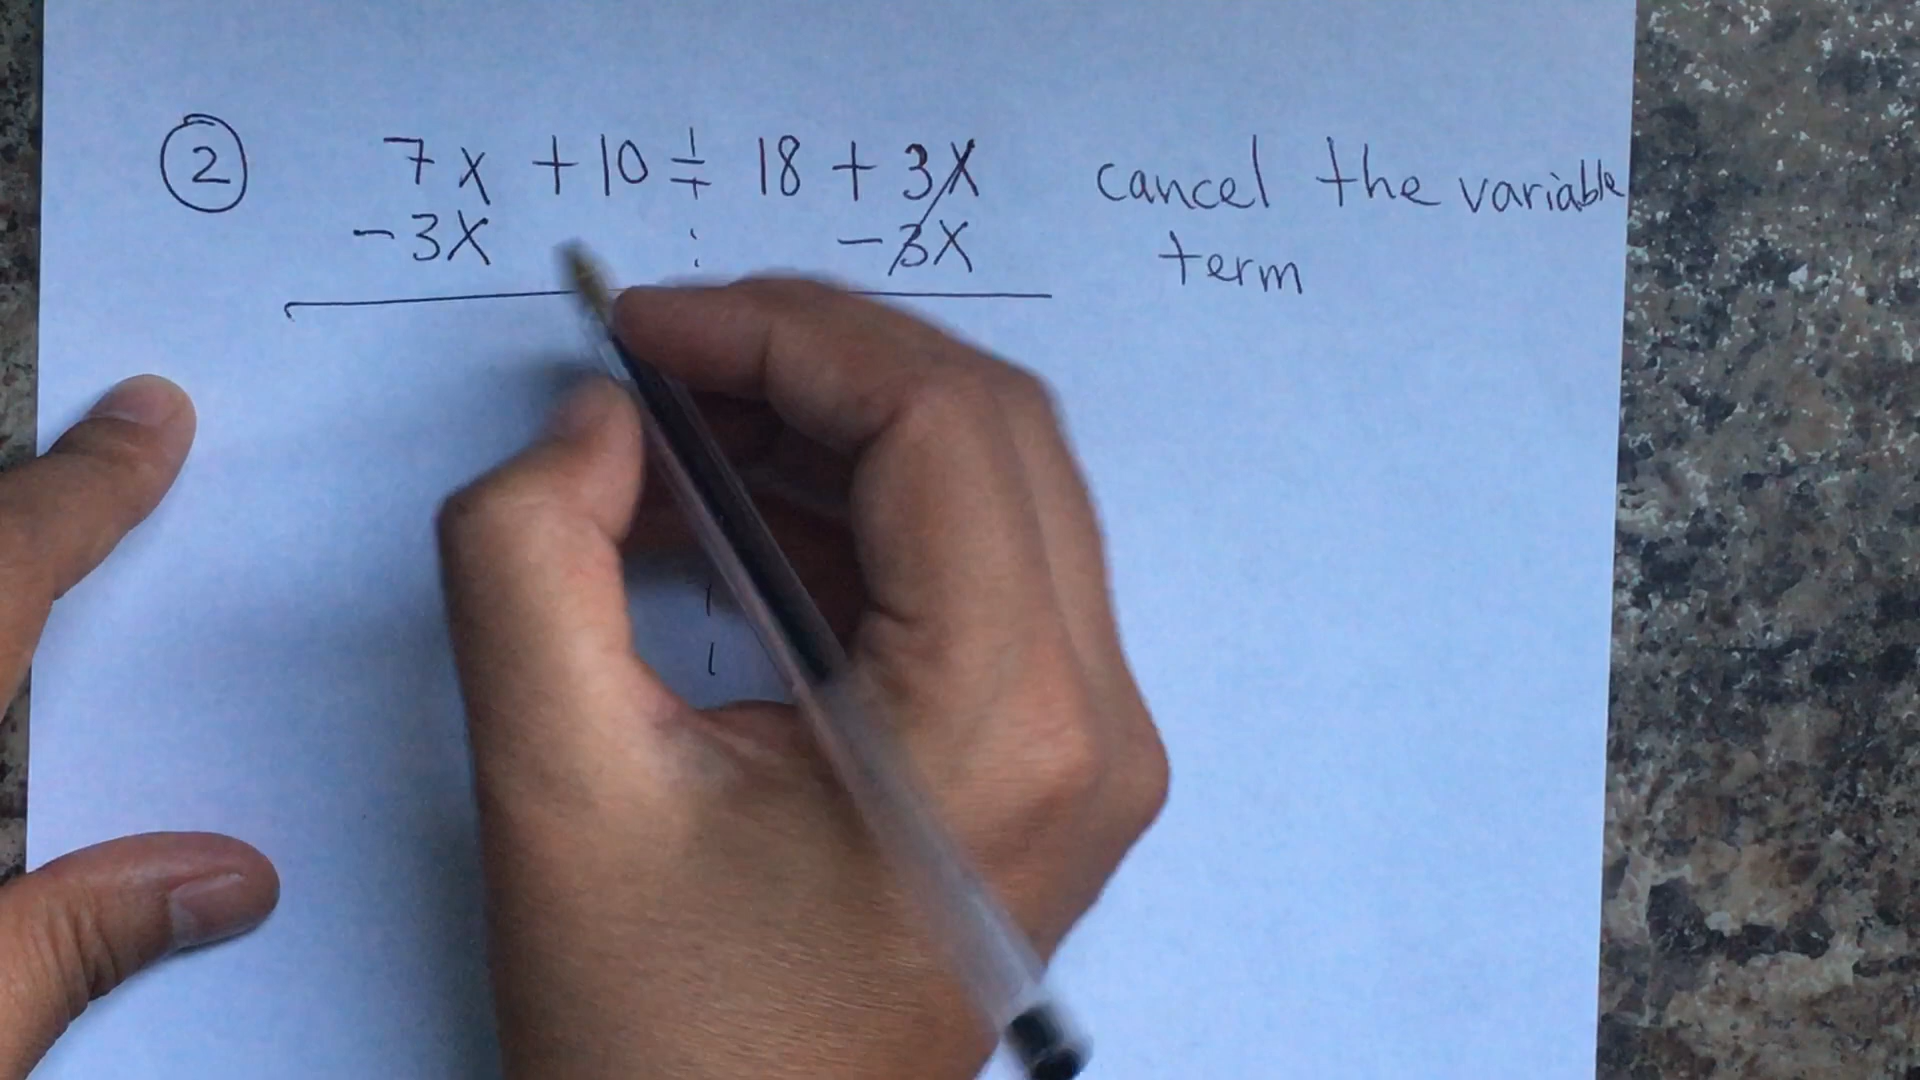 ② 7x + 10 = 18 + 3x cancel the variable
-3x -3x term